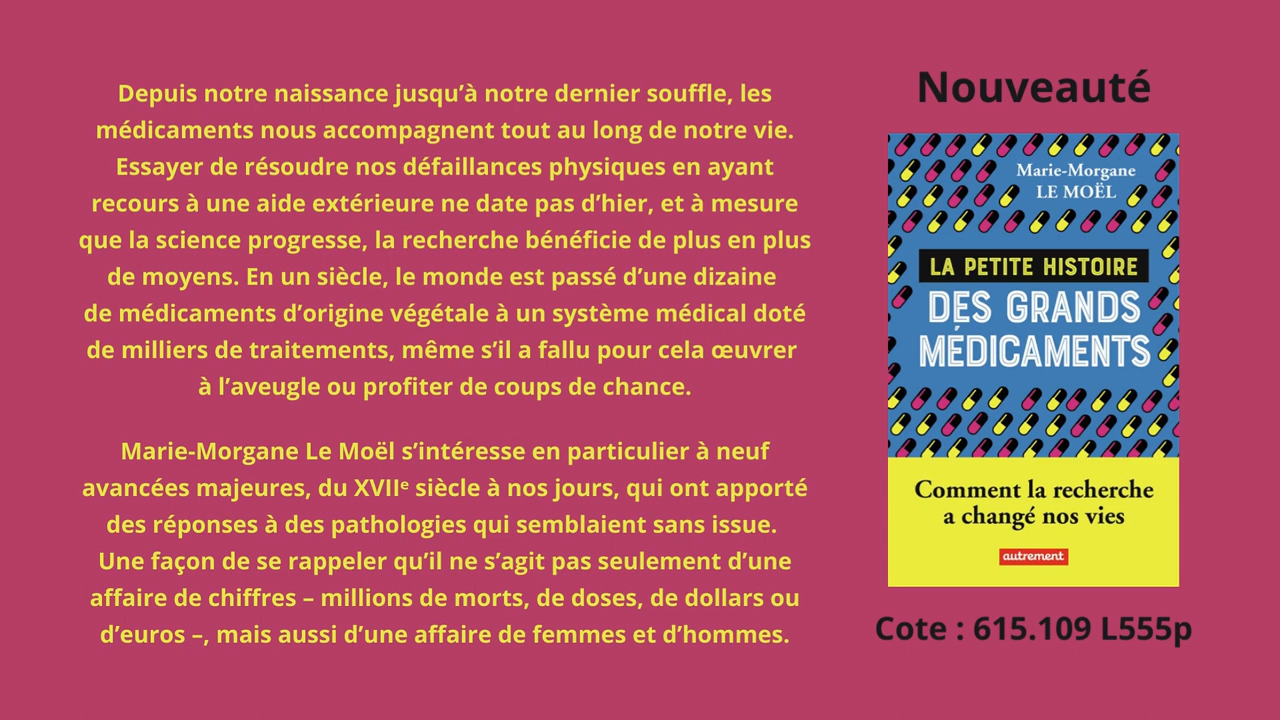 Depuis notre naissance jusqu’à notre dernier souffle, les
médicaments nous accompagnent tout au long de notre vie.
Essayer de résoudre nos défaillances physiques en ayant
recours à une aide extérieure ne date pas d’hier, et à mesure
que la science progresse, la recherche bénéficie de plus en plus
de moyens. En un siècle, le monde est passé d’une dizaine
de médicaments d’origine végétale à un système médical doté
de milliers de traitements, même s’il a fallu pour cela œuvrer
à l’aveugle ou profiter de coups de chance.
Marie-Morgane Le Moël s’intéresse en particulier à neuf
avancées majeures, du XVIIᵉ siècle à nos jours, qui ont apporté
des réponses à des pathologies qui semblaient sans issue.
Une façon de se rappeler qu’il ne s’agit pas seulement d’une
affaire de chiffres – millions de morts, de doses, de dollars ou
d’euros –, mais aussi d’une affaire de femmes et d’hommes.
Nouveauté
Marie-Morgane
LE MOËL
LA PETITE HISTOIRE
DES GRANDS
MÉDICAMENTS
Comment la recherche
a changé nos vies
autrement
Cote : 615.109 L555p